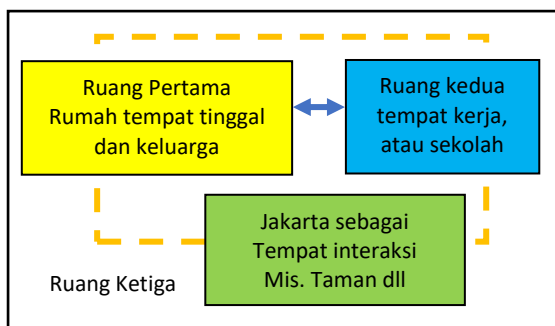 Ruang Pertama
Rumah tempat tinggal
dan keluarga
Ruang kedua
tempat kerja,
atau sekolah
Jakarta sebagai
Tempat interaksi
Mis. Taman dll
Ruang Ketiga